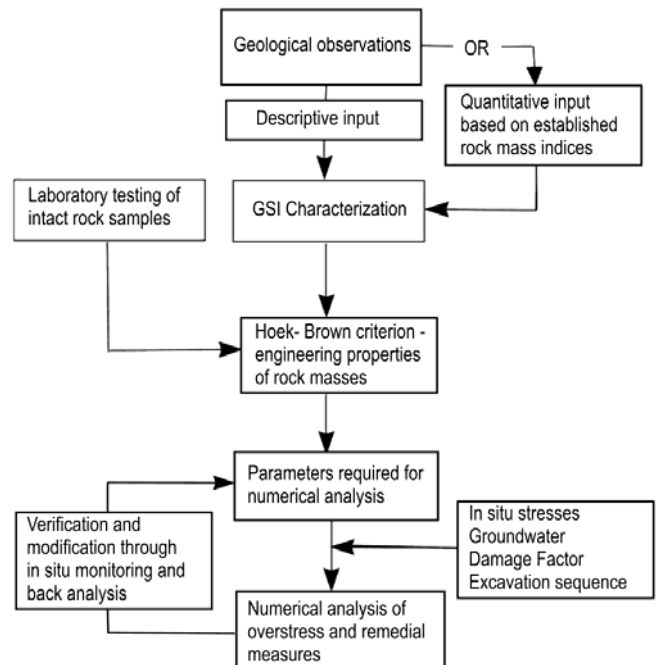 Geological observations
OR
Descriptive input
Quantitative input
based on established
rock mass indices
Laboratory testing of
intact rock samples
GSI Characterization
Hoek- Brown criterion -
engineering properties
of rock masses
Parameters required for
numerical analysis
Verification and
modification through
in situ monitoring and
back analysis
In situ stresses
Groundwater
Damage Factor
Excavation sequence
Numerical analysis of
overstress and remedial
measures